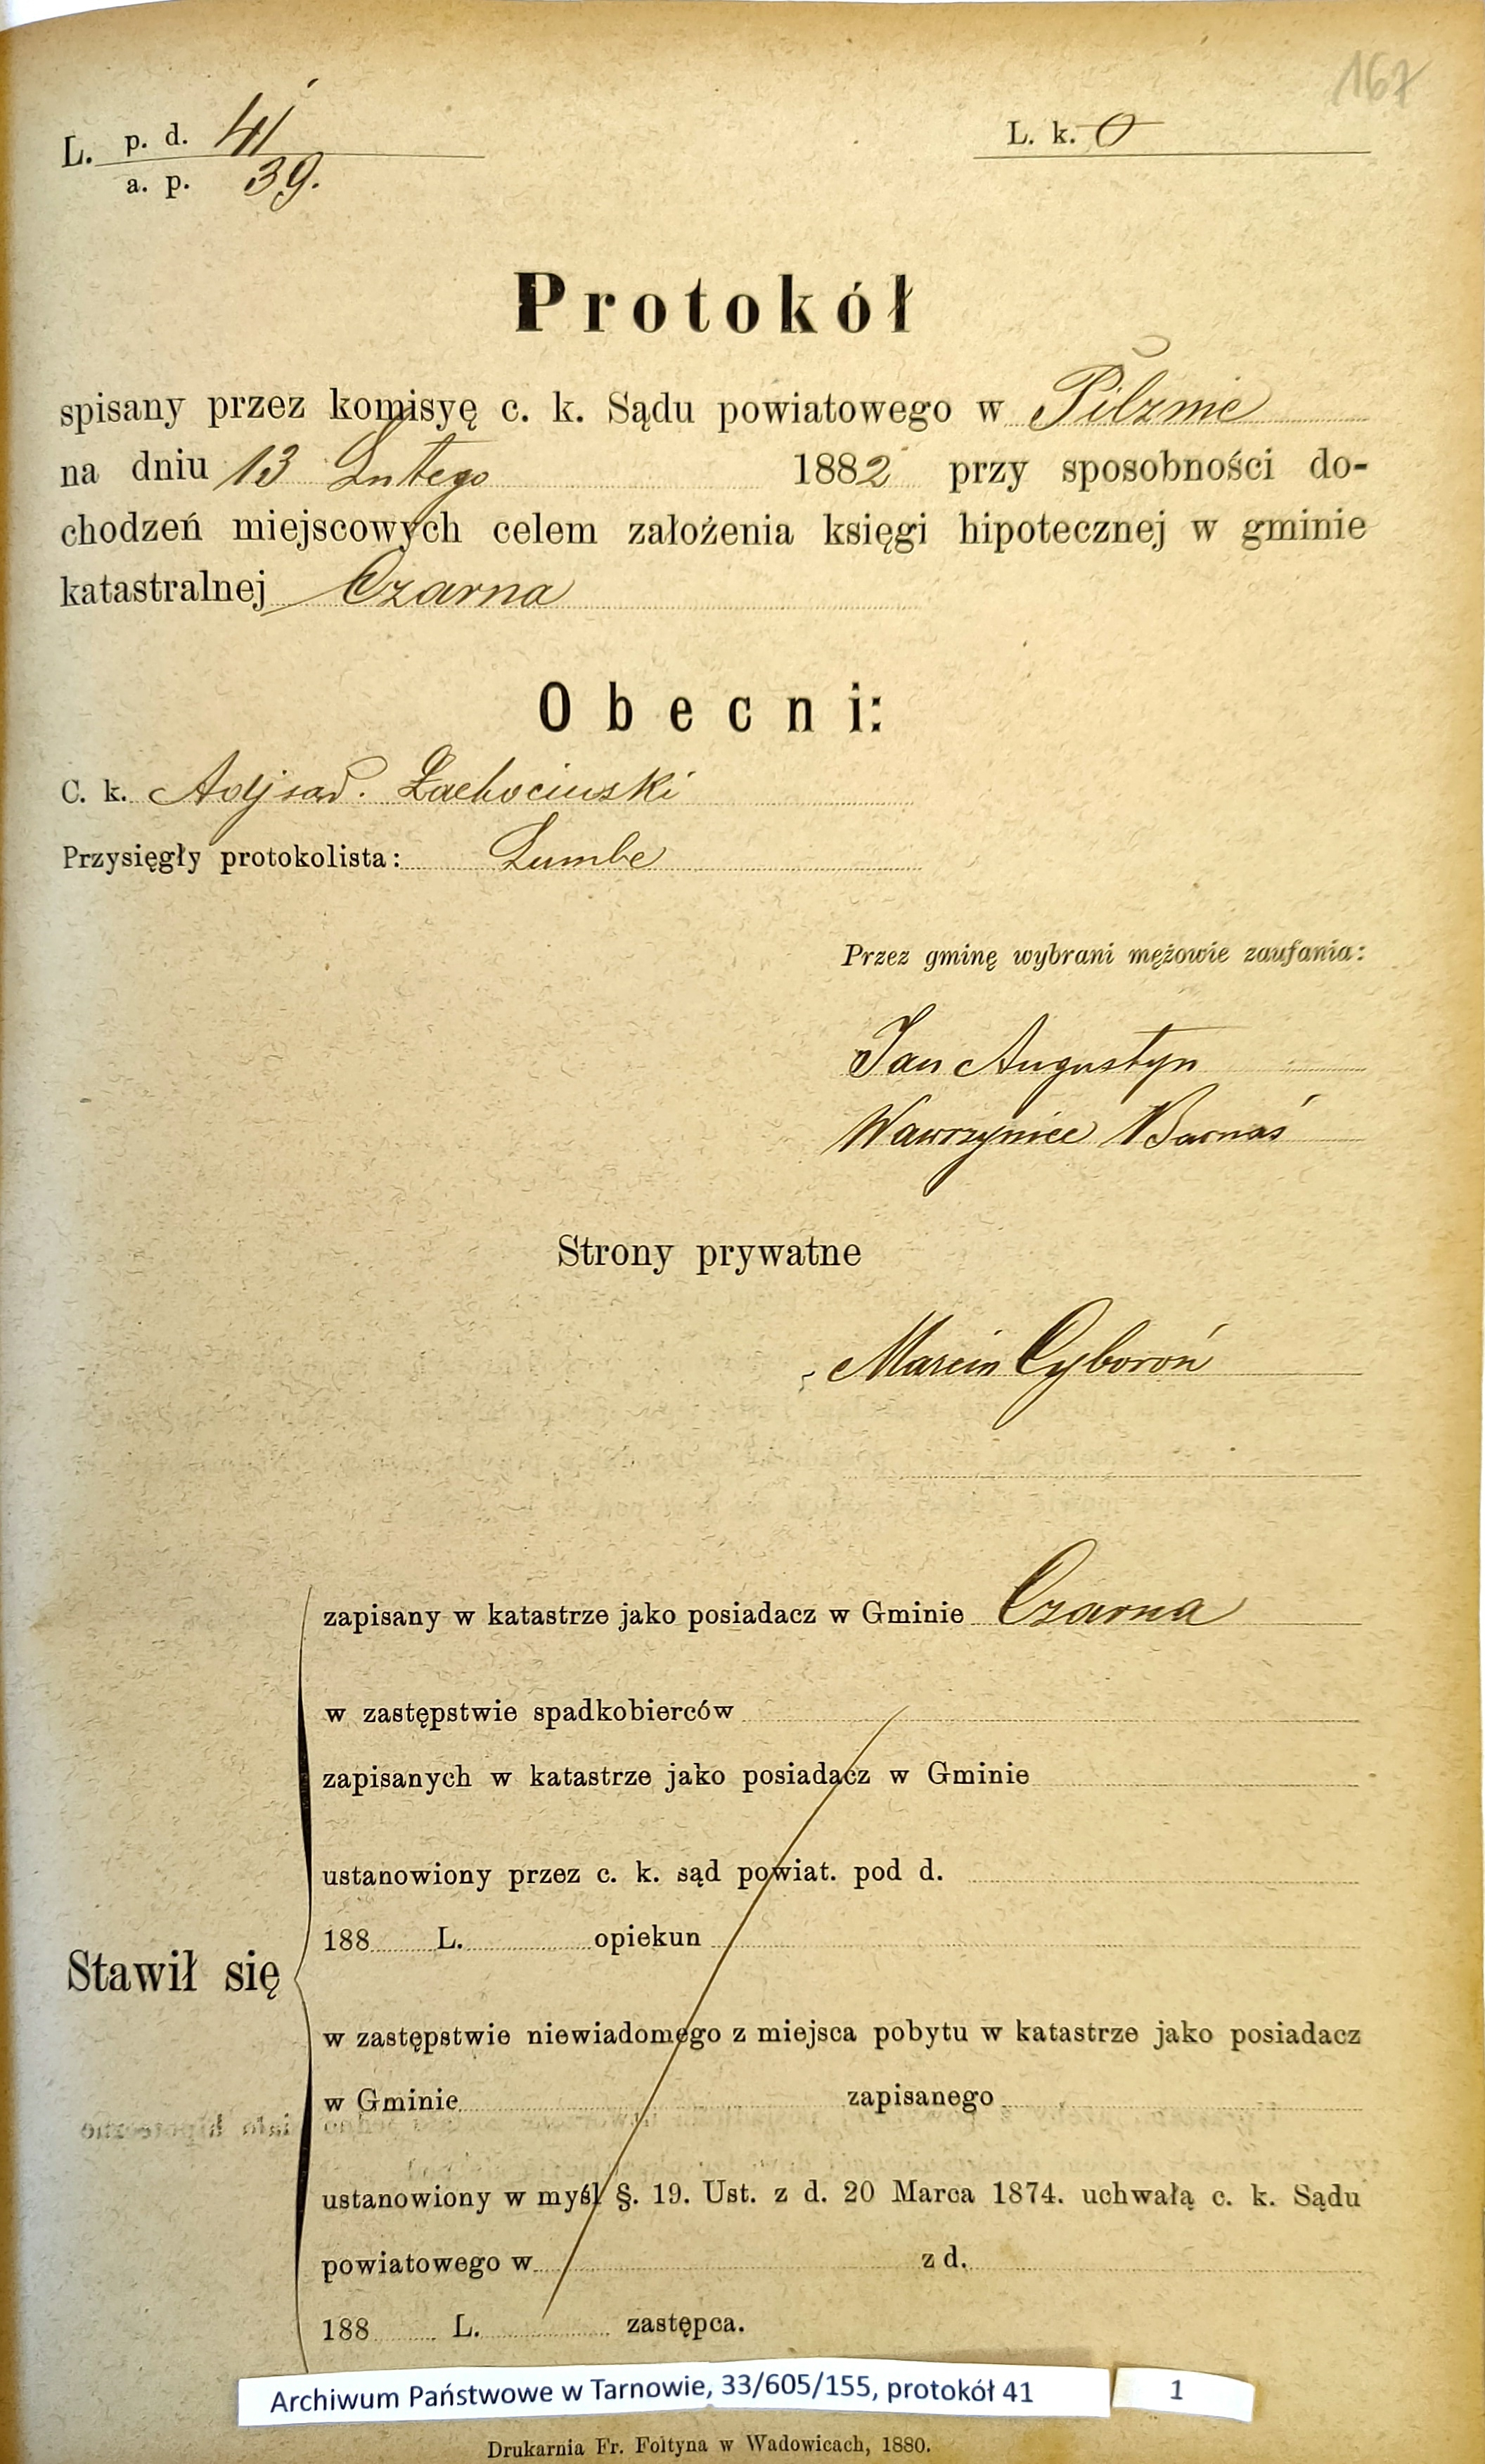 167
L. p. d. 41
a. p. 39.
L. k. 0
Protokół
spisany przez komisyę c. k. Sądu powiatowego w Pilznie
na dniu 13 Lutego 1882 przy sposobności do-
chodzeń miejscowych celem założenia księgi hipotecznej w gminie
katastralnej Czarna
Obecni:
C. k. Adj sąd.
Przysięgły protokolista: Lumbe
Przez gminę wybrani mężowie zaufania:
Jan Augustyn
Wawrzyniec Barnaś
Strony prywatne
Marcin Cyboroń
zapisany w katastrze jako posiadacz w Gminie Czarna
w zastępstwie spadkobierców
zapisanych w katastrze jako posiadacz w Gminie
ustanowiony przez c. k. sąd powiat. pod d.
188 L. opiekun
Stawił się
w zastępstwie niewiadomego z miejsca pobytu w katastrze jako posiadacz
w Gminie zapisanego
ustanowiony w myśl §. 19. Ust. z d. 20 Marca 1874. uchwałą c. k. Sądu
powiatowego w z d.
188 L. zastępca.
Archiwum Państwowe w Tarnowie, 33/605/155, protokół 41 1
Drukarnia Fr. Foltyna w Wadowicach, 1880.